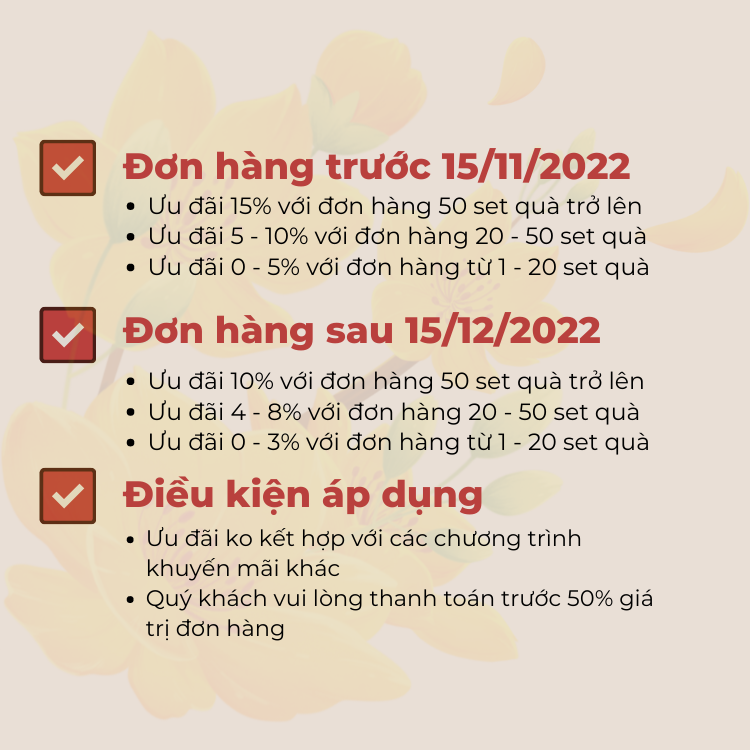 Đơn hàng trước 15/11/2022
• Ưu đãi 15% với đơn hàng 50 set quà trở lên
• Ưu đãi 5 - 10% với đơn hàng 20 - 50 set quà
• Ưu đãi 0 - 5% với đơn hàng từ 1 - 20 set quà
Đơn hàng sau 15/12/2022
• Ưu đãi 10% với đơn hàng 50 set quà trở lên
• Ưu đãi 4 - 8% với đơn hàng 20 - 50 set quà
• Ưu đãi 0 - 3% với đơn hàng từ 1 - 20 set quà
Điều kiện áp dụng
• Ưu đãi ko kết hợp với các chương trình
khuyến mãi khác
• Quý khách vui lòng thanh toán trước 50% giá
trị đơn hàng